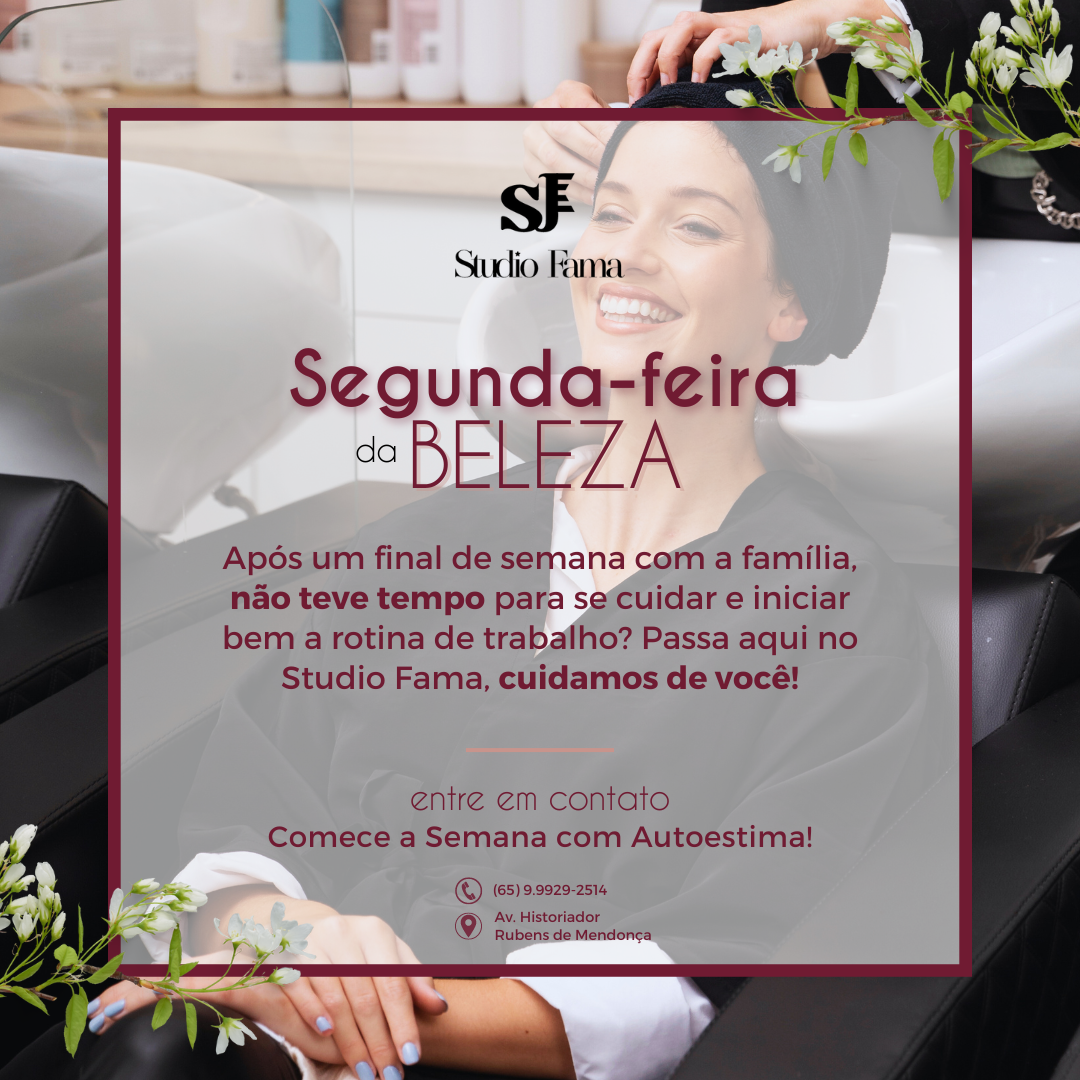 SF
Studio Fama
Segunda-feira
da BELEZA
Após um final de semana com a família,
não teve tempo para se cuidar e iniciar
bem a rotina de trabalho? Passa aqui no
Studio Fama, cuidamos de você!
entre em contato
Comece a Semana com Autoestima!
(65) 9.9929-2514
Av. Historiador
Rubens de Mendonça